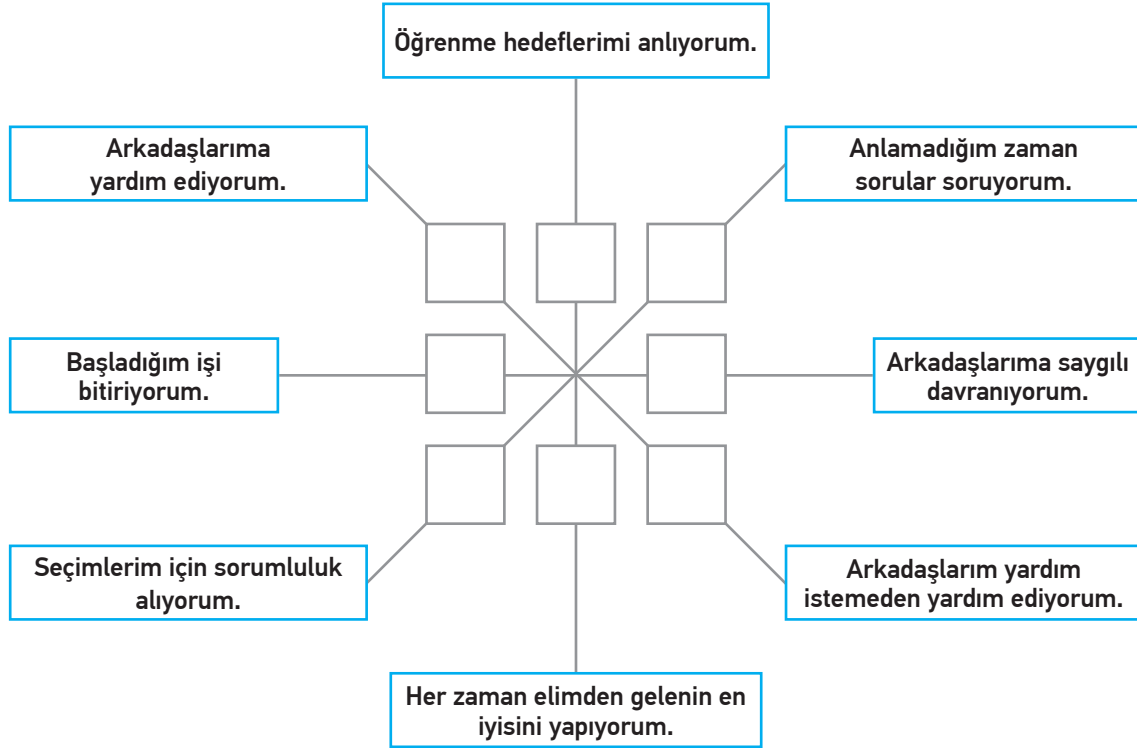 Öğrenme hedeflerimi anlıyorum.
Arkadaşlarıma
yardım ediyorum.
Anlamadığım zaman
sorular soruyorum.
Başladığım işi
bitiriyorum.
Arkadaşlarıma saygılı
davranıyorum.
Seçimlerim için sorumluluk
alıyorum.
Arkadaşlarım yardım
istemeden yardım ediyorum.
Her zaman elimden gelenin en
iyisini yapıyorum.